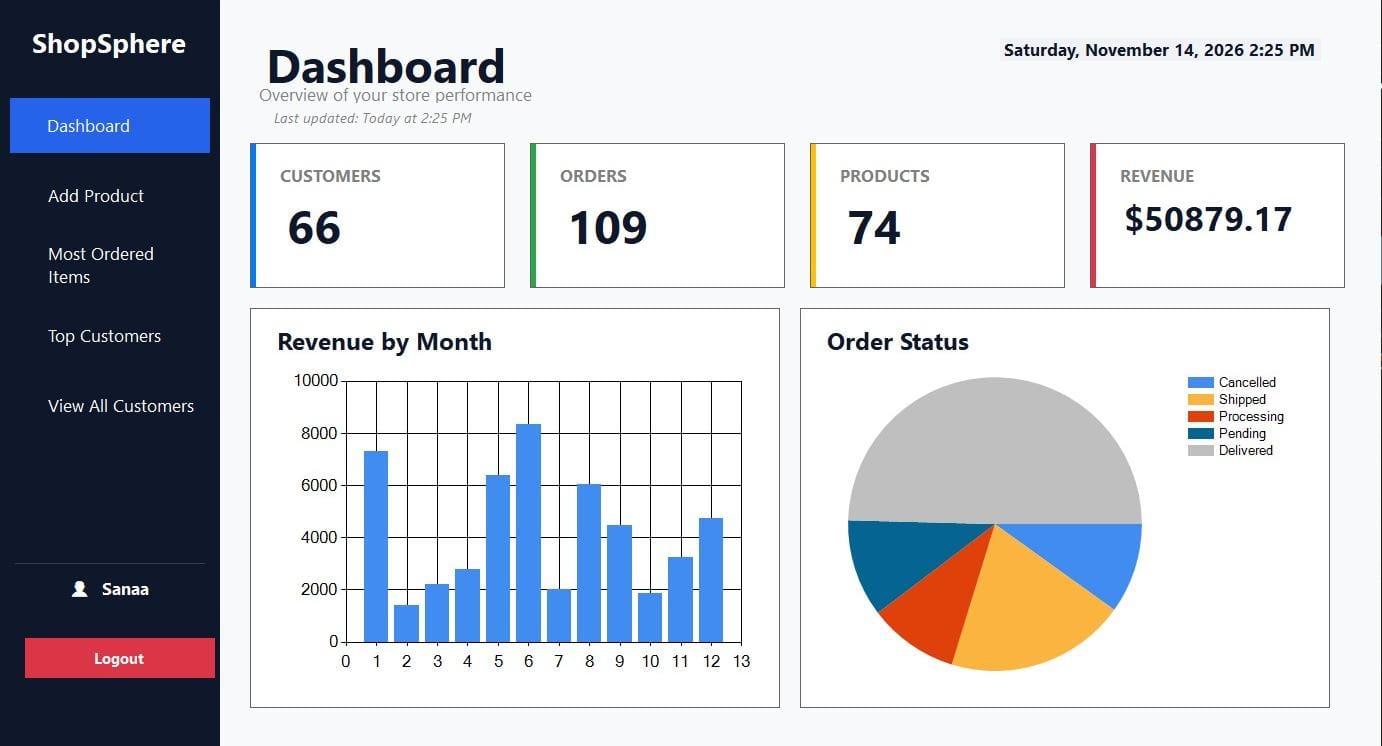 ShopSphere
Dashboard
Add Product
Most Ordered
Items
Top Customers
View All Customers
Sanaa
Logout
Dashboard
Overview of your store performance
Last updated: Today at 2:25 PM
Saturday, November 14, 2026 2:25 PM
CUSTOMERS
66
ORDERS
109
PRODUCTS
74
REVENUE
$50879.17
Revenue by Month
10000
8000
6000
4000
2000
0
0 1 2 3 4 5 6 7 8 9 10 11 12 13
Order Status
Cancelled
Shipped
Processing
Pending
Delivered